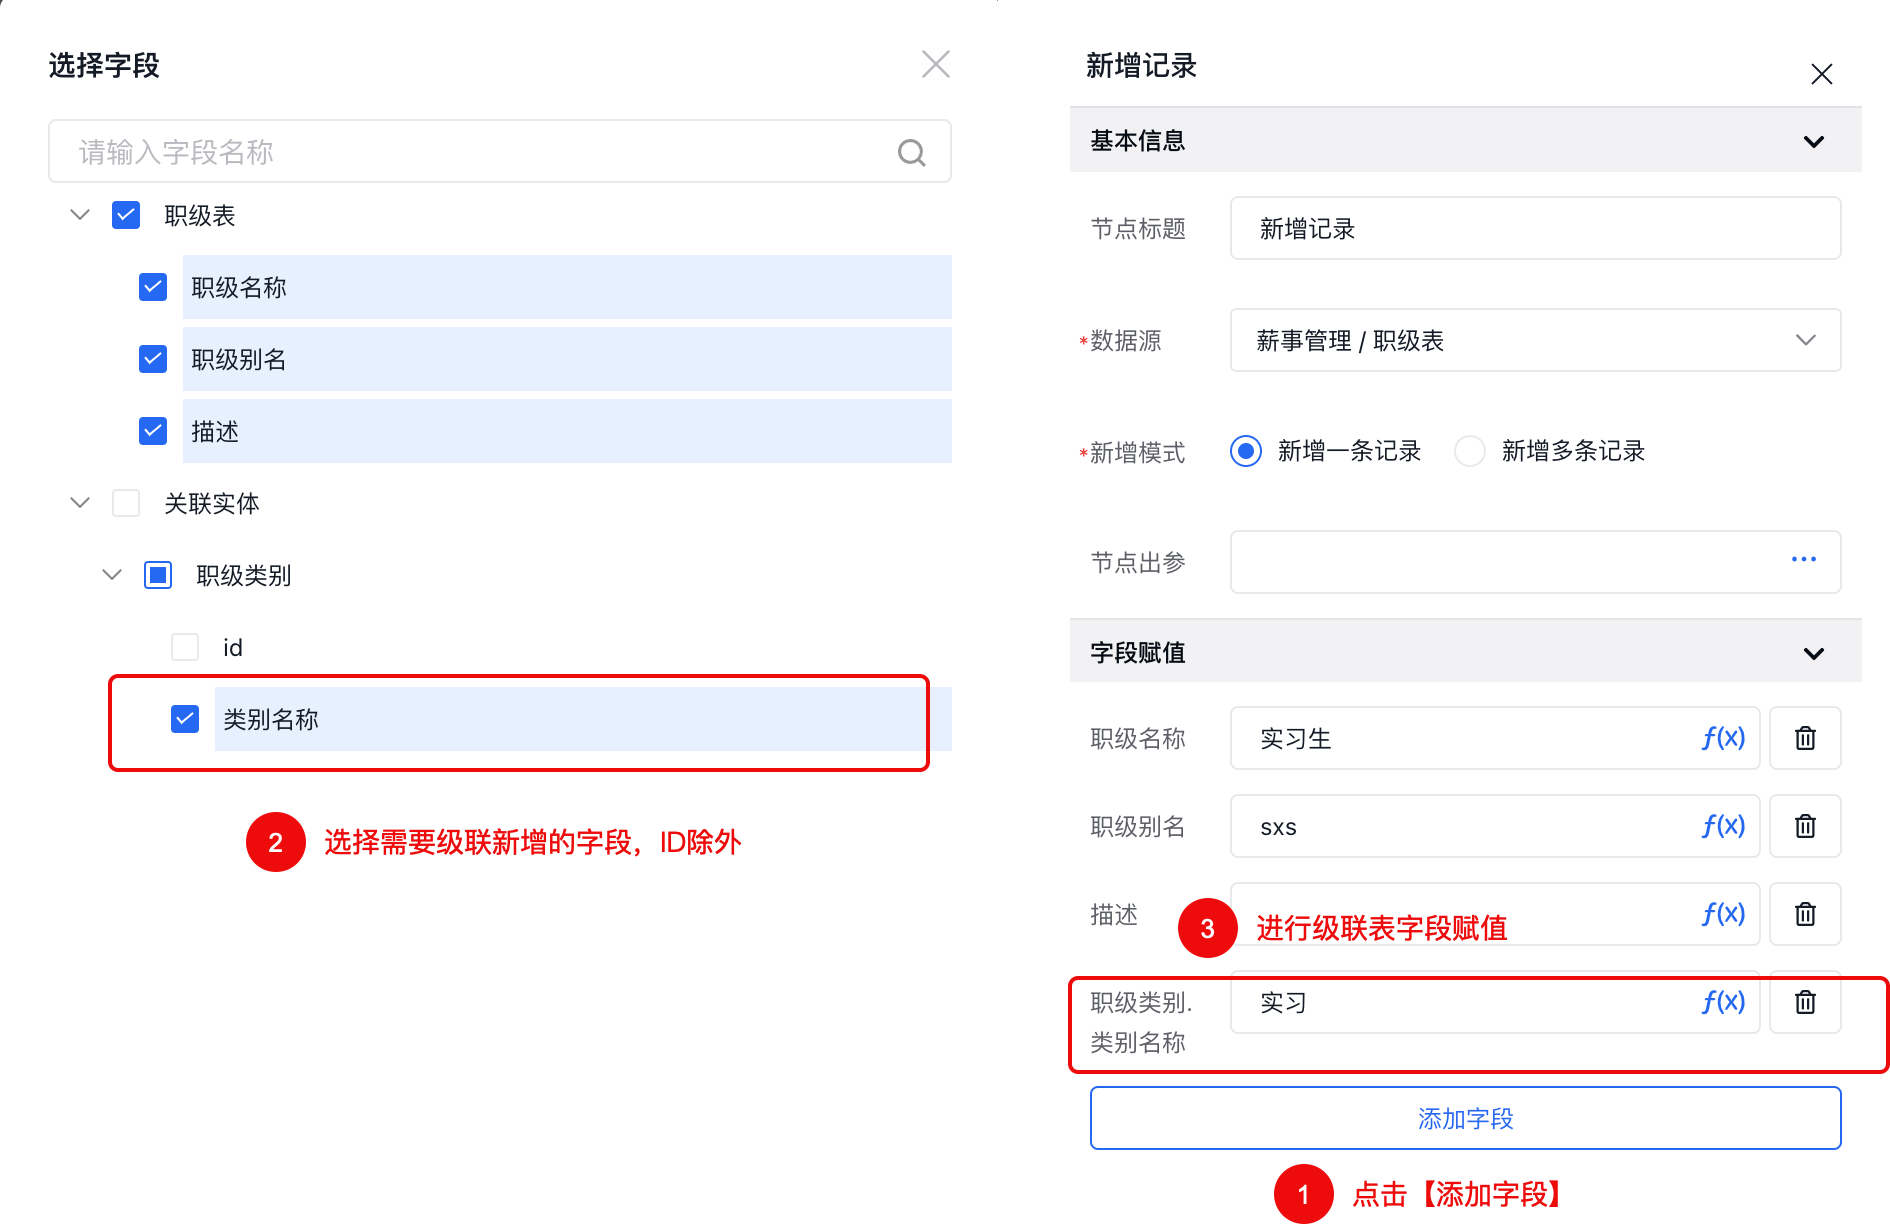 选择字段
请输入字段名称
职级表
职级名称
职级别名
描述
关联实体
职级类别
id
类别名称
2 选择需要级联新增的字段，ID除外
新增记录
基本信息
节点标题 新增记录
*数据源 薪事管理 / 职级表
*新增模式 新增一条记录 新增多条记录
节点出参 ...
字段赋值
职级名称 实习生 f(x)
职级别名 sxs f(x)
描述 f(x)
3 进行级联表字段赋值
职级类别. 实习 f(x)
类别名称
添加字段
1 点击【添加字段】